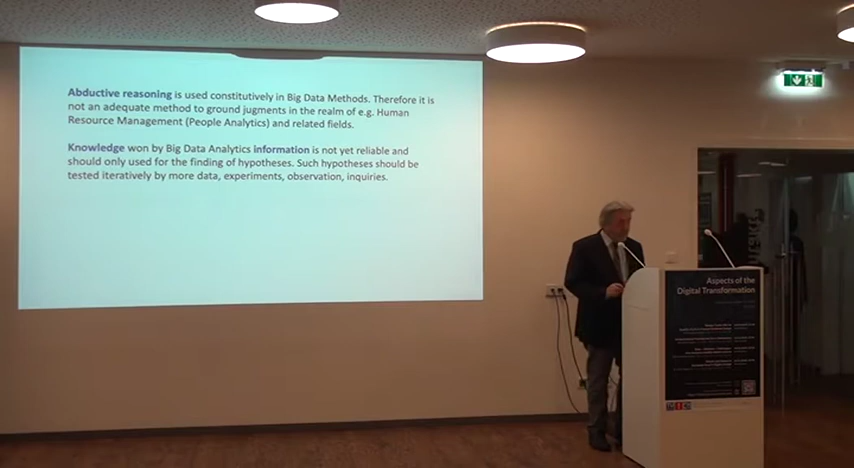 Abductive reasoning is used constitutively in Big Data Methods. Therefore it is
not an adequate method to ground jugments in the realm of e.g. Human
Resource Management (People Analytics) and related fields.
Knowledge won by Big Data Analytics information is not yet reliable and
should only used for the finding of hypotheses. Such hypotheses should be
tested iteratively by more data, experiments, observation, inquiries.
Aspects of the
Digital Transformation